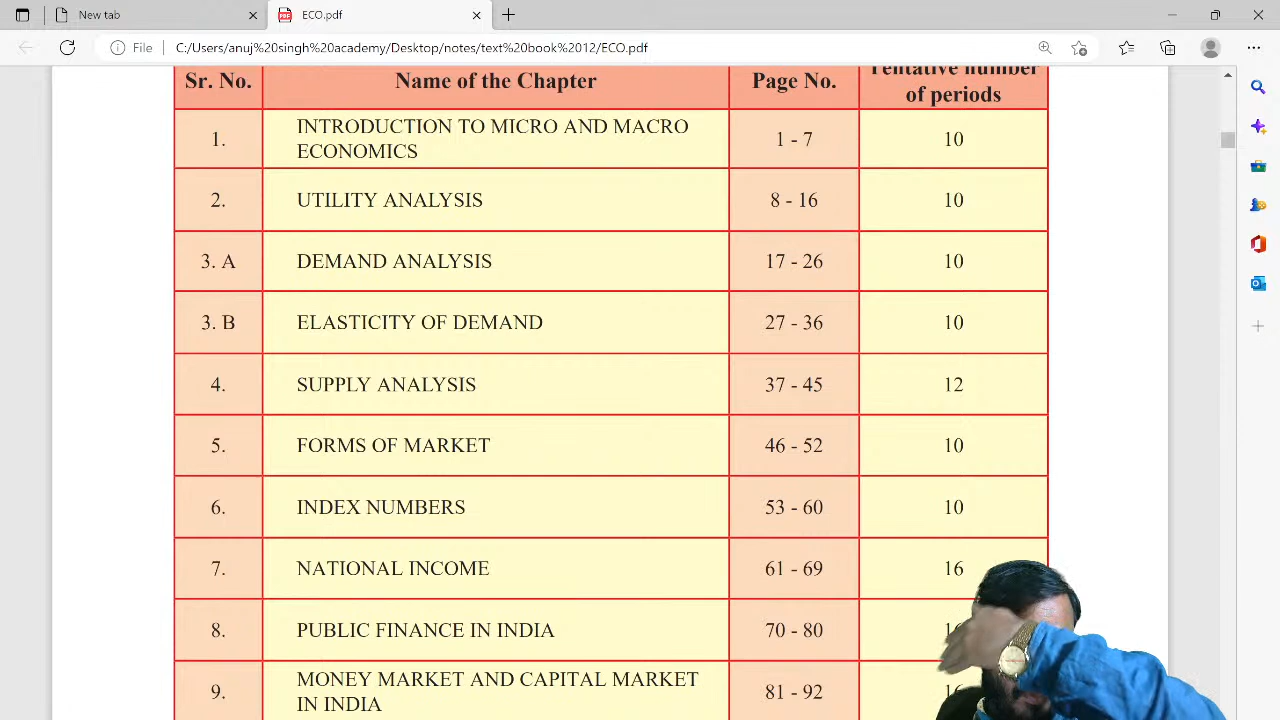 New tab
ECO.pdf
File
C:/Users/anuj%20singh%20academy/Desktop/notes/text%20book%2012/ECO.pdf
Sr. No. Name of the Chapter Page No. Tentative number of periods
1. INTRODUCTION TO MICRO AND MACRO ECONOMICS 1 - 7 10
2. UTILITY ANALYSIS 8 - 16 10
3. A DEMAND ANALYSIS 17 - 26 10
3. B ELASTICITY OF DEMAND 27 - 36 10
4. SUPPLY ANALYSIS 37 - 45 12
5. FORMS OF MARKET 46 - 52 10
6. INDEX NUMBERS 53 - 60 10
7. NATIONAL INCOME 61 - 69 16
8. PUBLIC FINANCE IN INDIA 70 - 80
9. MONEY MARKET AND CAPITAL MARKET IN INDIA 81 - 92